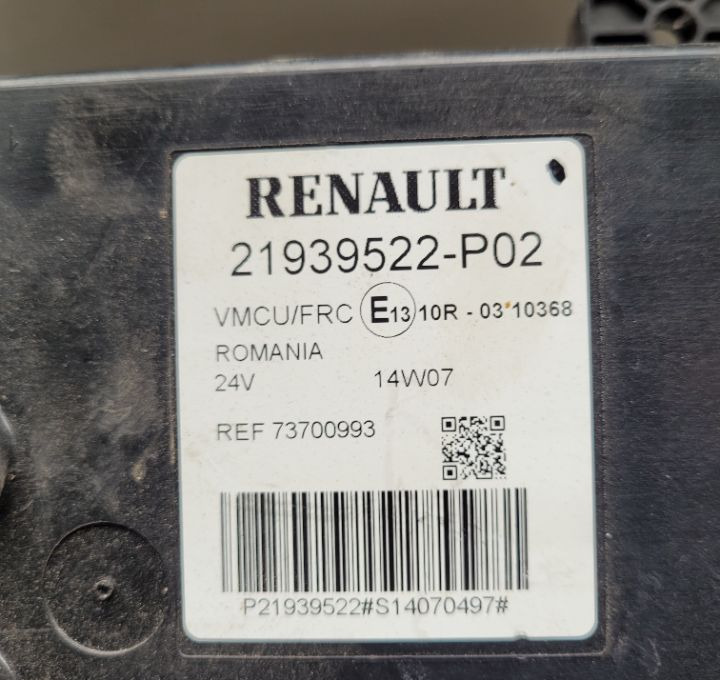 RENAULT
21939522-P02
VMCU/FRC E13 10R - 03 10368
ROMANIA
24V 14W07
REF 73700993
P21939522#S14070497#